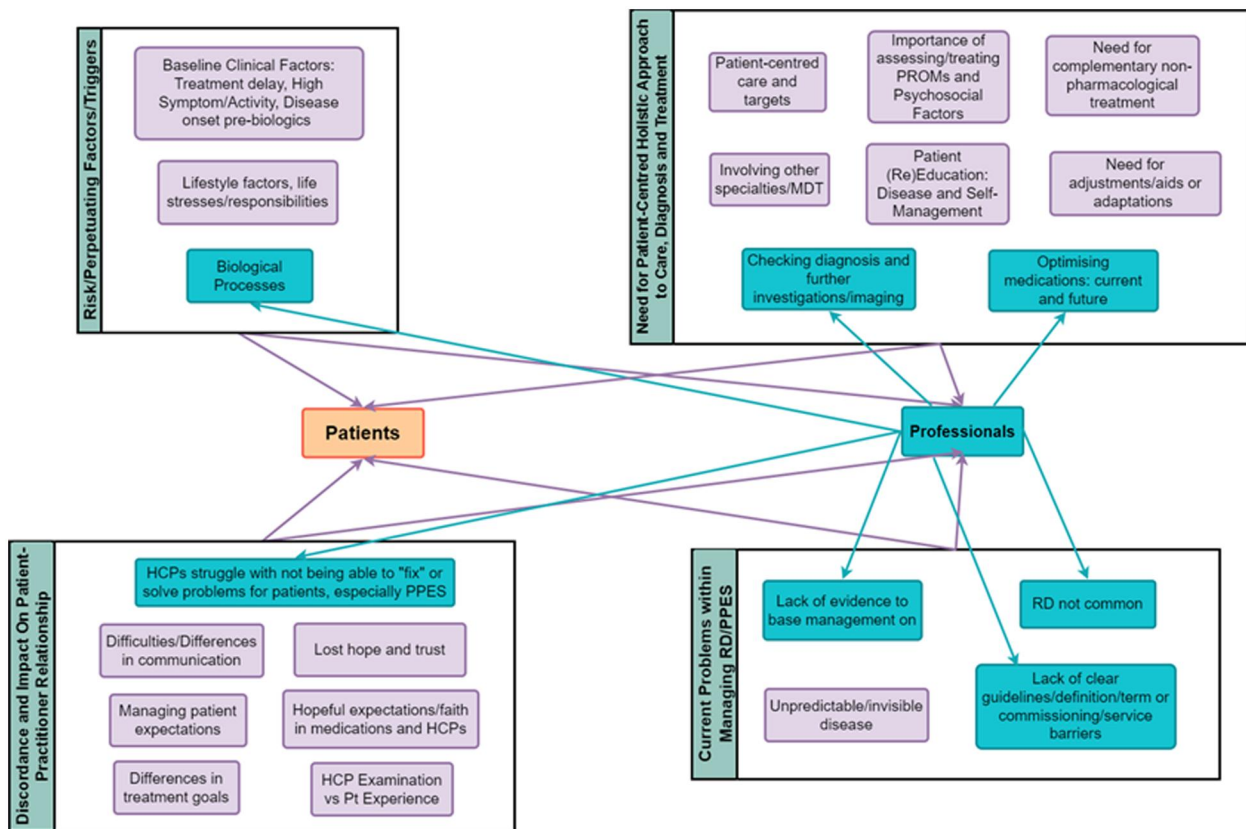 Risk/Perpetuating Factors/Triggers
Baseline Clinical Factors:
Treatment delay, High
Symptom/Activity, Disease
onset pre-biologics
Lifestyle factors, life
stresses/responsibilities
Biological
Processes
Need for Patient-Centred Holistic Approach
to Care, Diagnosis and Treatment
Patient-centred
care and
targets
Importance of
assessing/treating
PROMs and
Psychosocial
Factors
Need for
complementary non-
pharmacological
treatment
Involving other
specialties/MDT
Patient
(Re)Education:
Disease and Self-
Management
Need for
adjustments/aids or
adaptations
Checking diagnosis and
further
investigations/imaging
Optimising
medications: current
and future
Patients
Professionals
Discordance and Impact On Patient-
Practitioner Relationship
HCPs struggle with not being able to "fix" or
solve problems for patients, especially PPES
Difficulties/Differences
in communication
Lost hope and trust
Managing patient
expectations
Hopeful expectations/faith
in medications and HCPs
Differences in
treatment goals
HCP Examination
vs Pt Experience
Current Problems within
Managing RD/PPES
Lack of evidence to
base management on
RD not common
Unpredictable/invisible
disease
Lack of clear
guidelines/definition/term or
commissioning/service
barriers